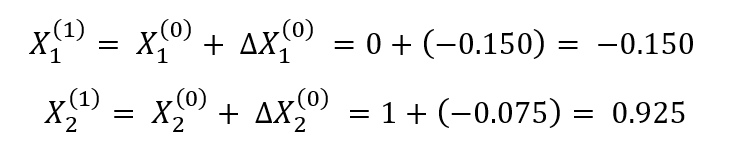 X₁⁽¹⁾ = X₁⁽⁰⁾ + ΔX₁⁽⁰⁾ = 0 + (−0.150) = −0.150
X₂⁽¹⁾ = X₂⁽⁰⁾ + ΔX₂⁽⁰⁾ = 1 + (−0.075) = 0.925